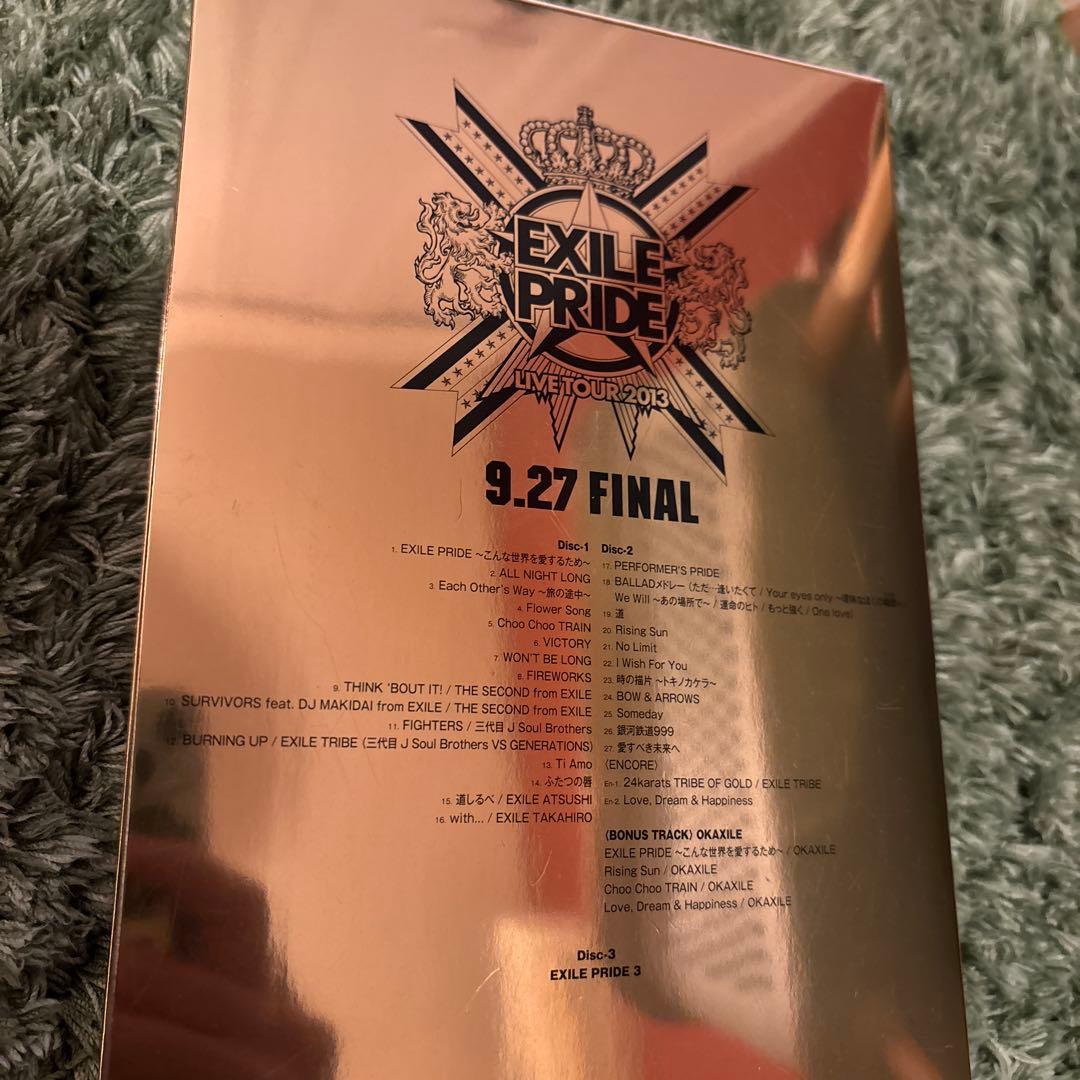 EXILE
PRIDE
LIVE TOUR 2013
9.27 FINAL
Disc-1
1. EXILE PRIDE ～こんな世界を愛するため～
2. ALL NIGHT LONG
3. Each Other's Way ～旅の途中～
4. Flower Song
5. Choo Choo TRAIN
6. VICTORY
7. WON'T BE LONG
8. FIREWORKS
9. THINK 'BOUT IT! / THE SECOND from EXILE
10. SURVIVORS feat. DJ MAKIDAI from EXILE / THE SECOND from EXILE
11. FIGHTERS / 三代目 J Soul Brothers
12. BURNING UP / EXILE TRIBE (三代目 J Soul Brothers VS GENERATIONS)
13. Ti Amo
14. ふたつの唇
15. 道しるべ / EXILE ATSUSHI
16. with... / EXILE TAKAHIRO
Disc-2
17. PERFORMER'S PRIDE
18. BALLADメドレー (ただ…逢いたくて / Your eyes only
We Will ～あの場所で～ / 運命のヒト / もっと強く / One love)
19. 道
20. Rising Sun
21. No Limit
22. I Wish For You
23. 時の描片 ～トキノカケラ～
24. BOW & ARROWS
25. Someday
26. 銀河鉄道999
27. 愛すべき未来へ
〈ENCORE〉
En-1. 24karats TRIBE OF GOLD / EXILE TRIBE
En-2. Love, Dream & Happiness
〈BONUS TRACK〉 OKAXILE
EXILE PRIDE ～こんな世界を愛するため～ / OKAXILE
Rising Sun / OKAXILE
Choo Choo TRAIN / OKAXILE
Love, Dream & Happiness / OKAXILE
Disc-3
EXILE PRIDE 3